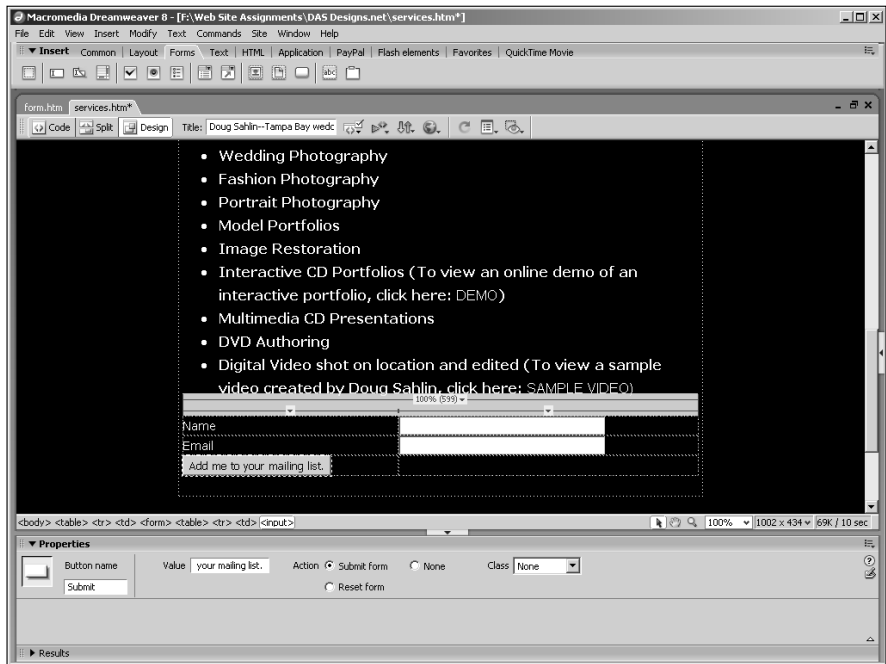 Macromedia Dreamweaver 8 - [F:\Web Site Assignments\DAS Designs.net\services.htm*]
File Edit View Insert Modify Text Commands Site Window Help
Insert Common Layout Forms Text HTML Application PayPal Flash elements Favorites QuickTime Movie
abc
form.htm services.htm*
Code Split Design Title: Doug Sahlin--Tampa Bay wedc
• Wedding Photography
• Fashion Photography
• Portrait Photography
• Model Portfolios
• Image Restoration
• Interactive CD Portfolios (To view an online demo of an
interactive portfolio, click here: DEMO)
• Multimedia CD Presentations
• DVD Authoring
• Digital Video shot on location and edited (To view a sample
video created by Doug Sahlin, click here: SAMPLE VIDEO)
100% (599)
Name
Email
Add me to your mailing list.
<body> <table> <tr> <td> <form> <table> <tr> <td> <input> 100% 1002 x 434 69K / 10 sec
Properties
Button name Value your mailing list. Action Submit form None Class None
Submit Reset form
Results